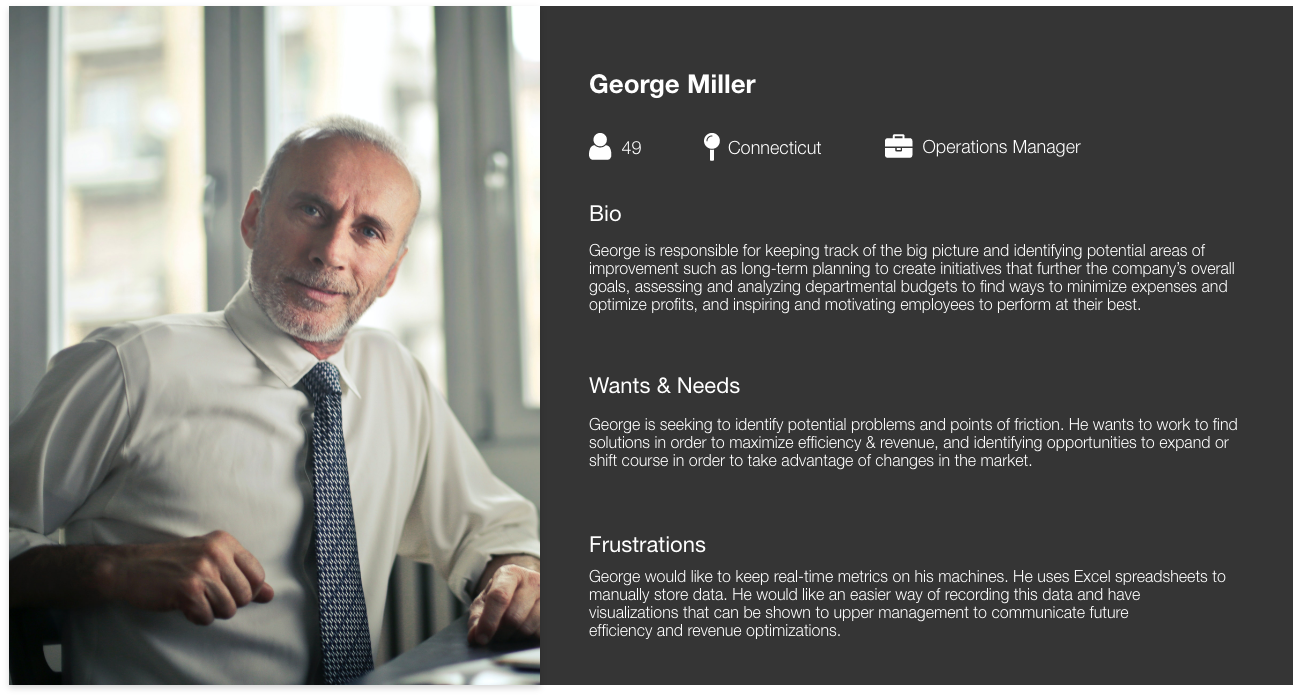 George Miller
49
Connecticut
Operations Manager
Bio
George is responsible for keeping track of the big picture and identifying potential areas of
improvement such as long-term planning to create initiatives that further the company’s overall
goals, assessing and analyzing departmental budgets to find ways to minimize expenses and
optimize profits, and inspiring and motivating employees to perform at their best.
Wants & Needs
George is seeking to identify potential problems and points of friction. He wants to work to find
solutions in order to maximize efficiency & revenue, and identifying opportunities to expand or
shift course in order to take advantage of changes in the market.
Frustrations
George would like to keep real-time metrics on his machines. He uses Excel spreadsheets to
manually store data. He would like an easier way of recording this data and have
visualizations that can be shown to upper management to communicate future
efficiency and revenue optimizations.